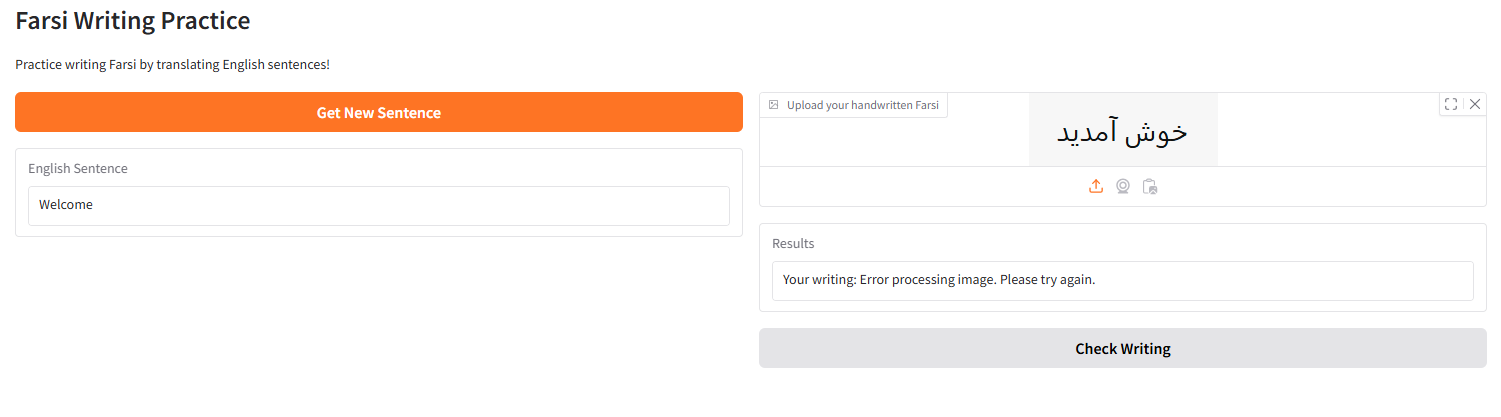 Farsi Writing Practice
Practice writing Farsi by translating English sentences!
Get New Sentence
English Sentence
Welcome
Upload your handwritten Farsi
خوش آمدید
Results
Your writing: Error processing image. Please try again.
Check Writing